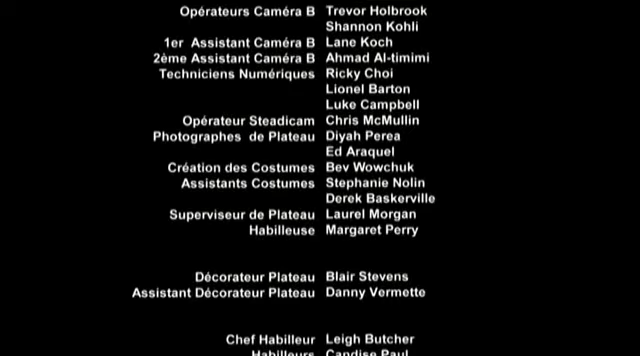 Opérateurs Caméra B Trevor Holbrook
Shannon Kohli
1er Assistant Caméra B Lane Koch
2ème Assistant Caméra B Ahmad Al-timimi
Techniciens Numériques Ricky Choi
Lionel Barton
Luke Campbell
Opérateur Steadicam Chris McMullin
Photographes de Plateau Diyah Perea
Ed Araquel
Création des Costumes Bev Wowchuk
Assistants Costumes Stephanie Nolin
Derek Baskerville
Superviseur de Plateau Laurel Morgan
Habilleuse Margaret Perry
Décorateur Plateau Blair Stevens
Assistant Décorateur Plateau Danny Vermette
Chef Habilleur Leigh Butcher
Habilleurs Candise Paul